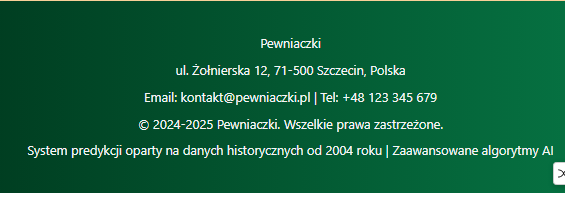 Pewniaczki
ul. Żołnierska 12, 71-500 Szczecin, Polska
Email: kontakt@pewniaczki.pl | Tel: +48 123 345 679
© 2024-2025 Pewniaczki. Wszelkie prawa zastrzeżone.
System predykcji oparty na danych historycznych od 2004 roku | Zaawansowane algorytmy AI